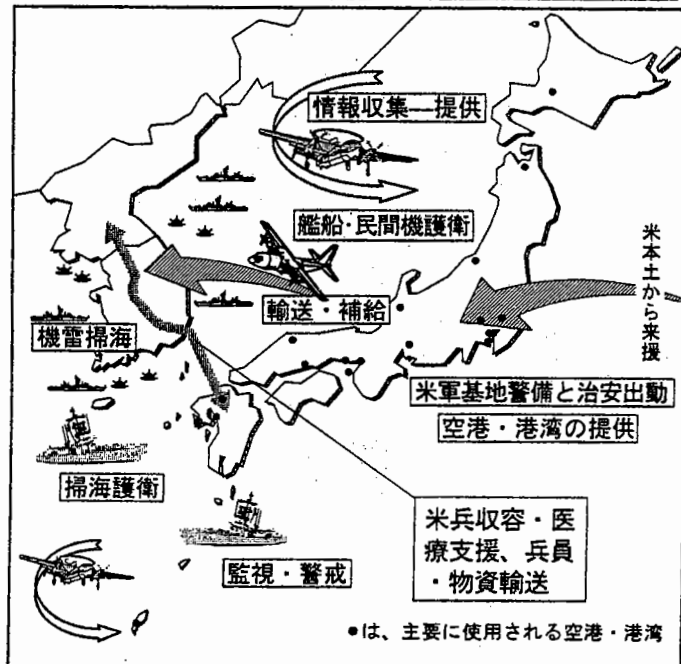 情報収集―提供
艦船・民間機護衛
米本土から来援
輸送・補給
機雷掃海
米軍基地警備と治安出動
空港・港湾の提供
掃海護衛
米兵収容・医
療支援、兵員
・物資輸送
監視・警戒
●は、主要に使用される空港・港湾